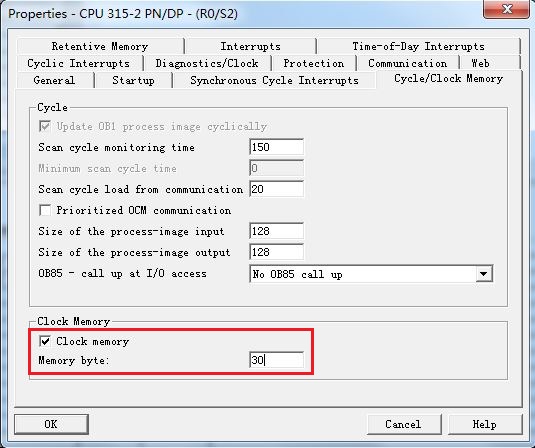 Properties - CPU 315-2 PN/DP - (R0/S2)
Retentive Memory Interrupts Time-of-Day Interrupts
Cyclic Interrupts Diagnostics/Clock Protection Communication Web
General Startup Synchronous Cycle Interrupts Cycle/Clock Memory
Cycle
Update OB1 process image cyclically
Scan cycle monitoring time 150
Minimum scan cycle time 0
Scan cycle load from communication 20
Prioritized OCM communication
Size of the process-image input 128
Size of the process-image output 128
OB85 - call up at I/O access No OB85 call up
Clock Memory
Clock memory
Memory byte: 30
OK Cancel Help